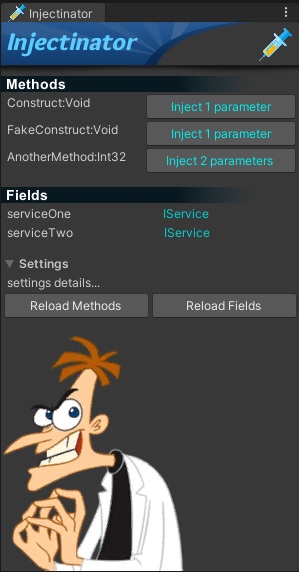 Injectinator
Injectinator
Methods
Construct:Void Inject 1 parameter
FakeConstruct:Void Inject 1 parameter
AnotherMethod:Int32 Inject 2 parameters
Fields
serviceOne IService
serviceTwo IService
Settings
settings details...
Reload Methods Reload Fields